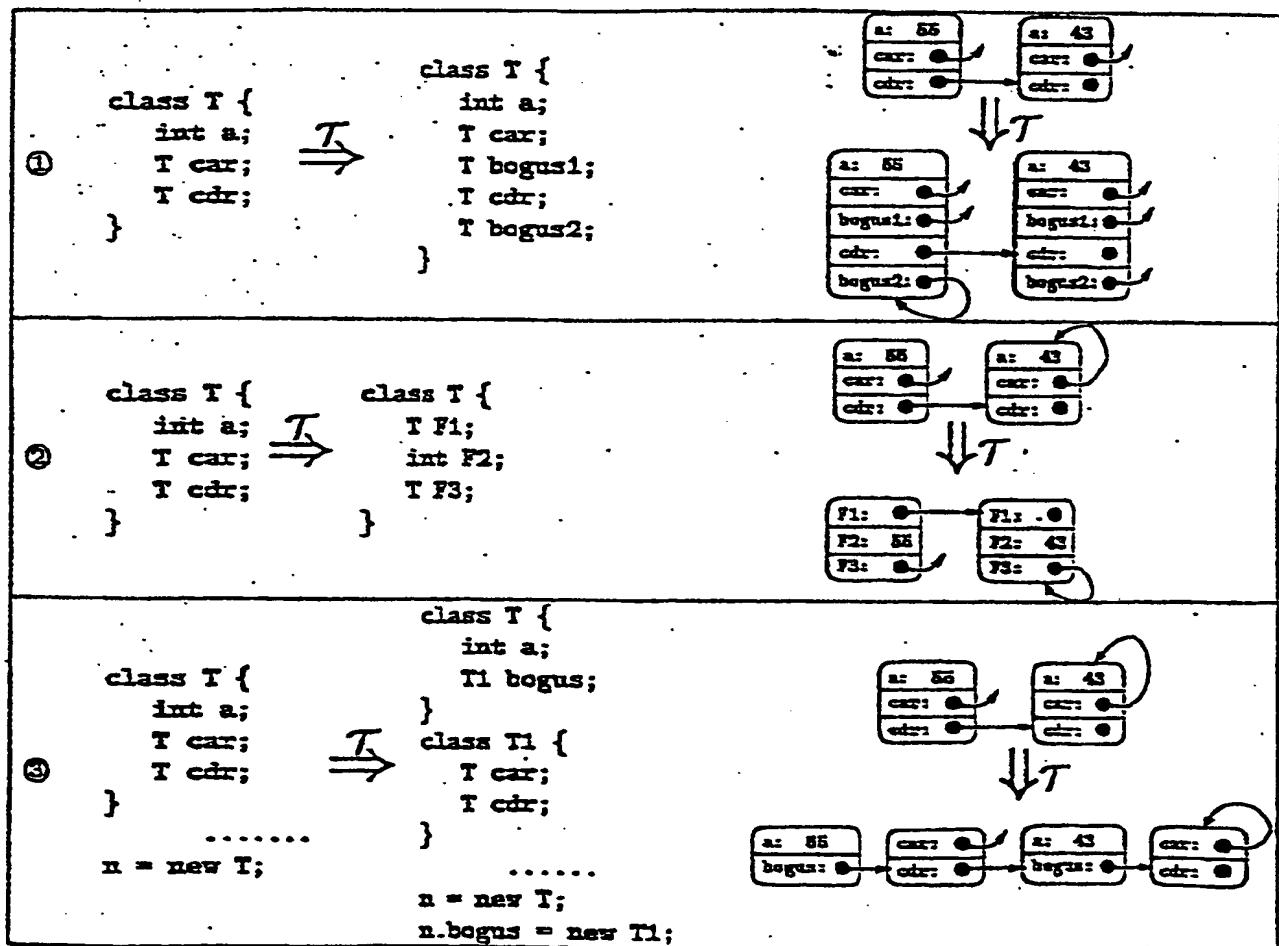 ①
class T {
int a;
T car;
T cdr;
}
T
class T {
int a;
T car;
T bogus1;
T cdr;
T bogus2;
}
a: 55
car:
cdr:
a: 43
car:
cdr:
T
a: 55
car:
bogus1:
cdr:
bogus2:
a: 43
car:
bogus1:
cdr:
bogus2:
②
class T {
int a;
T car;
T cdr;
}
T
class T {
T F1;
int F2;
T F3;
}
a: 55
car:
cdr:
a: 43
car:
cdr:
T
F1:
F2: 55
F3:
F1:
F2: 43
F3:
③
class T {
int a;
T car;
T cdr;
}
.......
n = new T;
T
class T {
int a;
T1 bogus;
}
class T1 {
T car;
T cdr;
}
......
n = new T;
n.bogus = new T1;
a: 55
car:
cdr:
a: 43
car:
cdr:
T
a: 55
bogus:
car:
cdr:
a: 43
bogus:
car:
cdr: